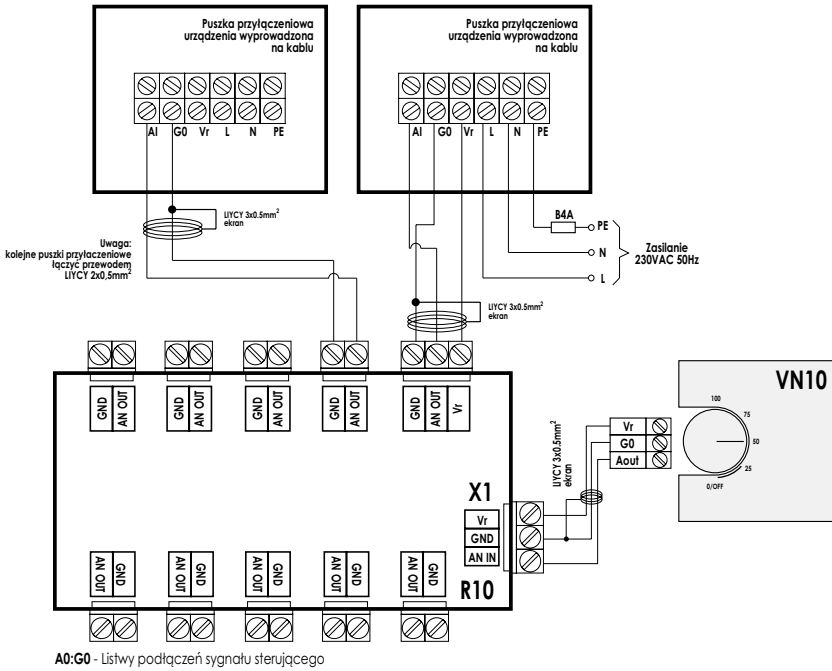 Puszka przyłączeniowa
urządzenia wyprowadzona
na kablu
AI G0 Vr L N PE
Puszka przyłączeniowa
urządzenia wyprowadzona
na kablu
AI G0 Vr L N PE
LIYCY 3x0.5mm²
ekran
Uwaga:
kolejne puszki przyłaczeniowe
łączyć przewodem
LIYCY 2x0,5mm²
B4A
PE
N
L
Zasilanie
230VAC 50Hz
LIYCY 3x0.5mm²
ekran
GND
AN OUT
GND
AN OUT
GND
AN OUT
GND
AN OUT
GND
AN OUT
Vr
VN10
100
75
50
25
0/OFF
Vr
G0
Aout
LIYCY 3x0.5mm²
ekran
X1
Vr
GND
AN IN
R10
AN OUT
GND
AN OUT
GND
AN OUT
GND
AN OUT
GND
AN OUT
GND
A0:G0 - Listwy podłączeń sygnału sterującego